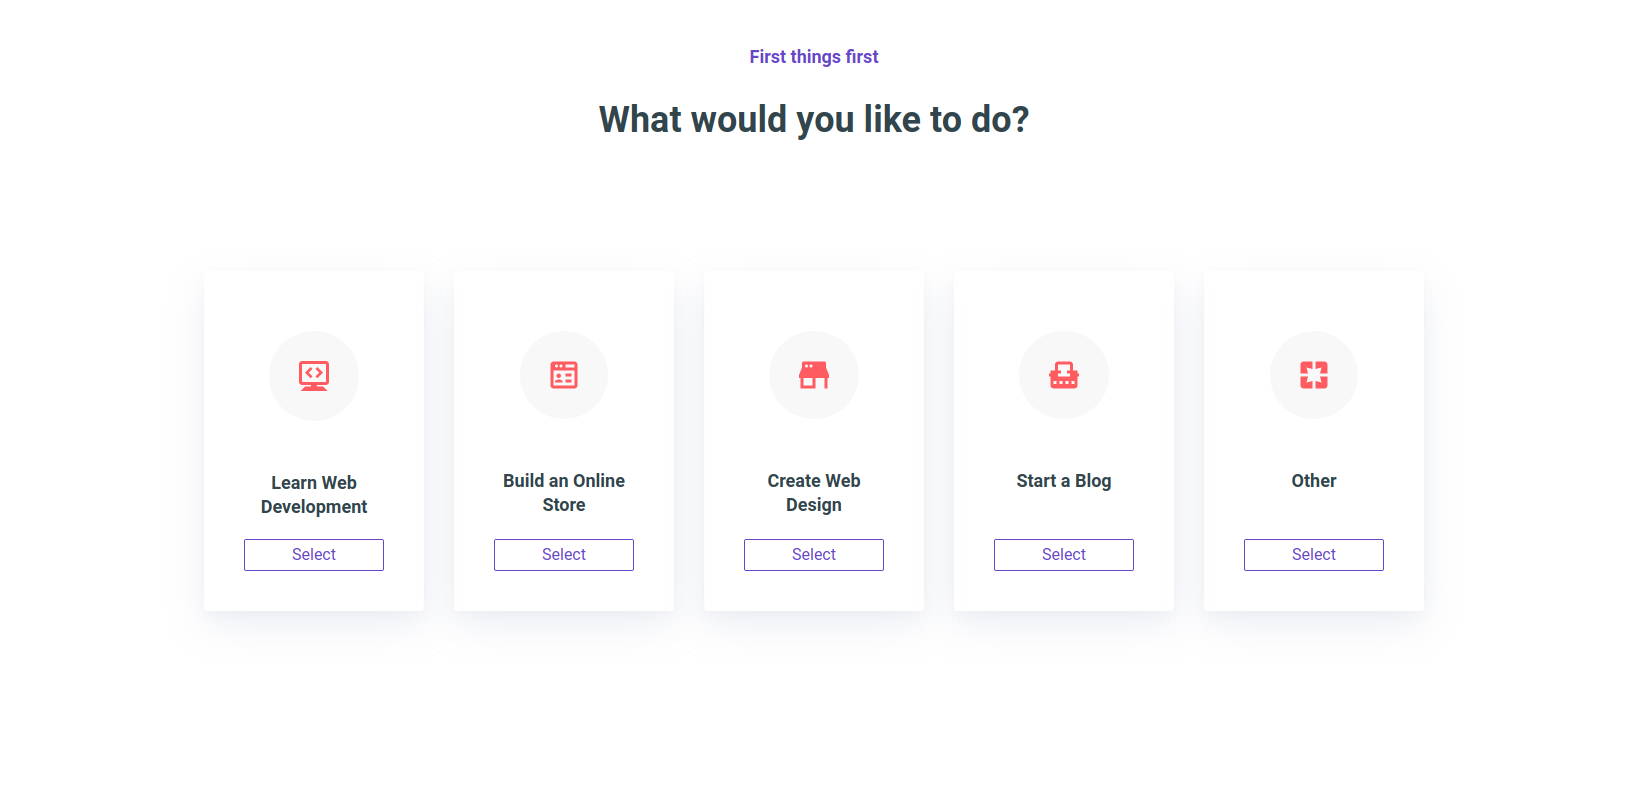 First things first
What would you like to do?
Learn Web
Development
Select
Build an Online
Store
Select
Create Web
Design
Select
Start a Blog
Select
Other
Select